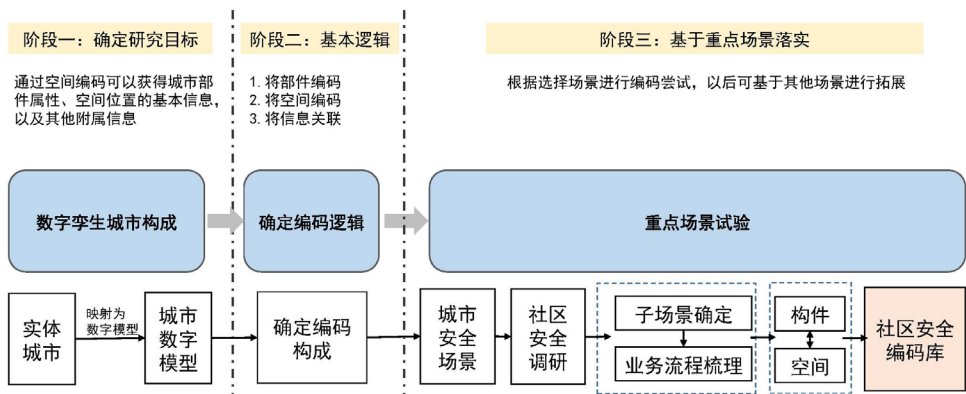 阶段一：确定研究目标
阶段二：基本逻辑
阶段三：基于重点场景落实
通过空间编码可以获得城市部
件属性、空间位置的基本信息，
以及其他附属信息
1. 将部件编码
2. 将空间编码
3. 将信息关联
根据选择场景进行编码尝试，以后可基于其他场景进行拓展
数字孪生城市构成
确定编码逻辑
重点场景试验
实体
城市
映射为
数字模型
城市
数字
模型
确定编码
构成
城市
安全
场景
社区
安全
调研
子场景确定
业务流程梳理
构件
空间
社区安全
编码库